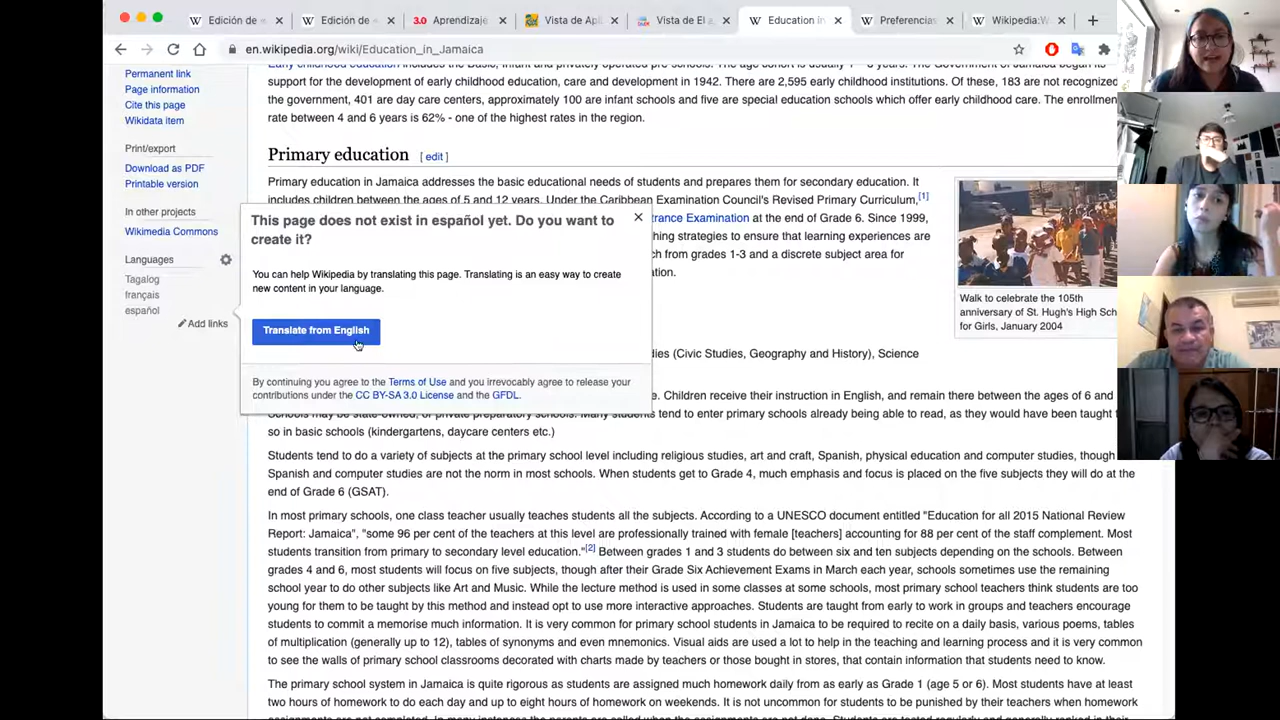 Edición de
Edición de
3.0 Aprendizaje
Vista de Apl
Vista de El a
Education in
Preferencias
Wikipedia:W
en.wikipedia.org/wiki/Education_in_Jamaica
Permanent link
Page information
Cite this page
Wikidata item
Print/export
Download as PDF
Printable version
In other projects
Wikimedia Commons
Languages
Tagalog
français
español
Add links
support for the development of early childhood education, care and development in 1942. There are 2,595 early childhood institutions. Of these, 183 are not recognized
the government, 401 are day care centers, approximately 100 are infant schools and five are special education schools which offer early childhood care. The enrollm
rate between 4 and 6 years is 62% - one of the highest rates in the region.
Primary education [ edit ]
Primary education in Jamaica addresses the basic educational needs of students and prepares them for secondary education. It
includes children between the ages of 5 and 12 years. Under the Caribbean Examination Council's Revised Primary Curriculum,[1]
trance Examination at the end of Grade 6. Since 1999,
hing strategies to ensure that learning experiences are
ch from grades 1-3 and a discrete subject area for
ation.
Walk to celebrate the 105th
anniversary of St. Hugh's High Sch
for Girls, January 2004
This page does not exist in español yet. Do you want to
create it?
You can help Wikipedia by translating this page. Translating is an easy way to create
new content in your language.
Translate from English
By continuing you agree to the Terms of Use and you irrevocably agree to release your
contributions under the CC BY-SA 3.0 License and the GFDL.
dies (Civic Studies, Geography and History), Science
e. Children receive their instruction in English, and remain there between the ages of 6 and
Schools may be state-owned, or private preparatory schools. Many students tend to enter primary schools already being able to read, as they would have been taught
so in basic schools (kindergartens, daycare centers etc.)
Students tend to do a variety of subjects at the primary school level including religious studies, art and craft, Spanish, physical education and computer studies, though
Spanish and computer studies are not the norm in most schools. When students get to Grade 4, much emphasis and focus is placed on the five subjects they will do at the
end of Grade 6 (GSAT).
In most primary schools, one class teacher usually teaches students all the subjects. According to a UNESCO document entitled "Education for all 2015 National Review
Report: Jamaica", "some 96 per cent of the teachers at this level are professionally trained with female [teachers] accounting for 88 per cent of the staff complement. Most
students transition from primary to secondary level education."[2] Between grades 1 and 3 students do between six and ten subjects depending on the schools. Between
grades 4 and 6, most students will focus on five subjects, though after their Grade Six Achievement Exams in March each year, schools sometimes use the remaining
school year to do other subjects like Art and Music. While the lecture method is used in some classes at some schools, most primary school teachers think students are too
young for them to be taught by this method and instead opt to use more interactive approaches. Students are taught from early to work in groups and teachers encourage
students to commit a memorise much information. It is very common for primary school students in Jamaica to be required to recite on a daily basis, various poems, tables
of multiplication (generally up to 12), tables of synonyms and even mnemonics. Visual aids are used a lot to help in the teaching and learning process and it is very common
to see the walls of primary school classrooms decorated with charts made by teachers or those bought in stores, that contain information that students need to know.
The primary school system in Jamaica is quite rigorous as students are assigned much homework daily from as early as Grade 1 (age 5 or 6). Most students have at least
two hours of homework to do each day and up to eight hours of homework on weekends. It is not uncommon for students to be punished by their teachers when homework